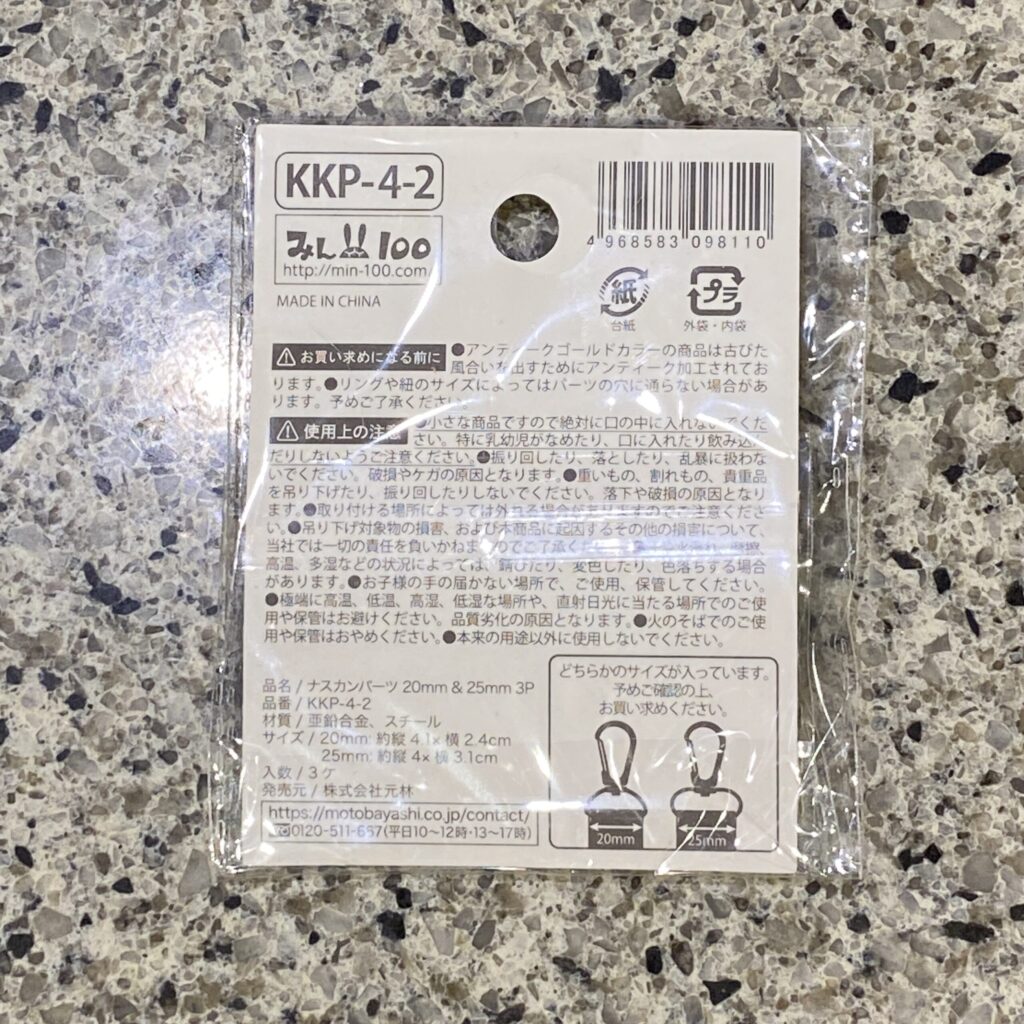 KKP-4-2
みん100
http://min-100.com
MADE IN CHINA
4 968583 098110
紙
台紙
プラ
外袋・内袋
お買い求めになる前に ●アンティークゴールドカラーの商品は古びた
風合いを出すためにアンティーク加工されてお
ります。●リングや紐のサイズによってはパーツの穴に通らない場合があ
ります。予めご了承ください。
使用上の注意 ●小さな商品ですので絶対に口の中に入れないでくだ
さい。特に乳幼児がなめたり、口に入れたり飲み込ん
だりしないようご注意ください。●振り回したり、落としたり、乱暴に扱わな
いでください。破損やケガの原因となります。●重いもの、割れもの、貴重品
を吊り下げたり、振り回したりしないでください。落下や破損の原因となり
ます。●取り付ける場所によっては外れる場合がありますのでご注意くださ
い。●吊り下げ対象物の損害、および本商品に起因するその他の損害について、
当社では一切の責任を負いかねますのでご了承くだ
高温、多湿などの状況によっては、錆びたり、変色したり、色落ちする場合
があります。●お子様の手の届かない場所で、ご使用、保管してください。
●極端に高温、低温、高湿、低湿な場所や、直射日光に当たる場所でのご使
用や保管はお避けください。品質劣化の原因となります。●火のそばでのご使
用や保管はおやめください。●本来の用途以外に使用しないでください。
品名 / ナスカンパーツ 20mm & 25mm 3P
品番 / KKP-4-2
材質 / 亜鉛合金、スチール
サイズ / 20mm: 約縦 4.1× 横 2.4cm
25mm: 約縦 4× 横 3.1cm
入数 / 3 ケ
発売元 / 株式会社元林
https://motobayashi.co.jp/contact/
0120-511-667(平日10～12時・13～17時)
どちらかのサイズが入っています。
予めご確認の上、
お買い求めください。
20mm
25mm